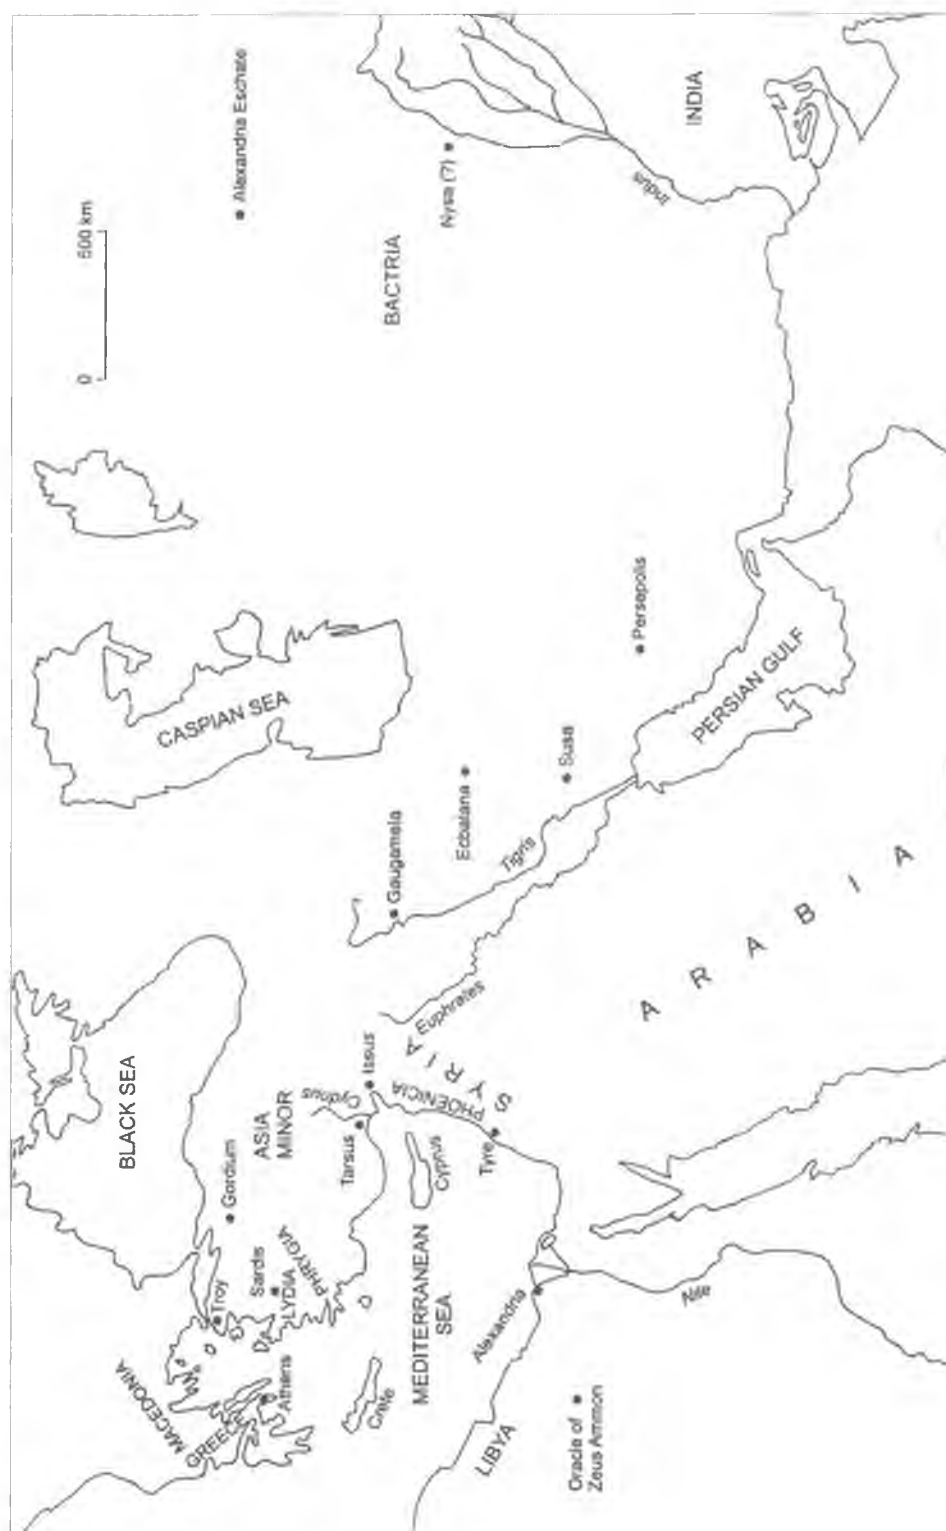 BLACK SEA
CASPIAN SEA
0 500 km
Alexandria Eschate
MACEDONIA
GREECE
Troy
Gordium
Athens
Sardis
LYDIA
PHRYGIA
ASIA
MINOR
Cydnus
Tarsus
Issus
Gaugamela
Ecbatana
BACTRIA
Nysa (?)
Crete
MEDITERRANEAN
SEA
Cyprus
PHOENICIA
SYRIA
Euphrates
Tigris
Susa
Persepolis
Tyre
Alexandria
LIBYA
Oracle of
Zeus Ammon
Nile
ARABIA
PERSIAN GULF
Indus
INDIA